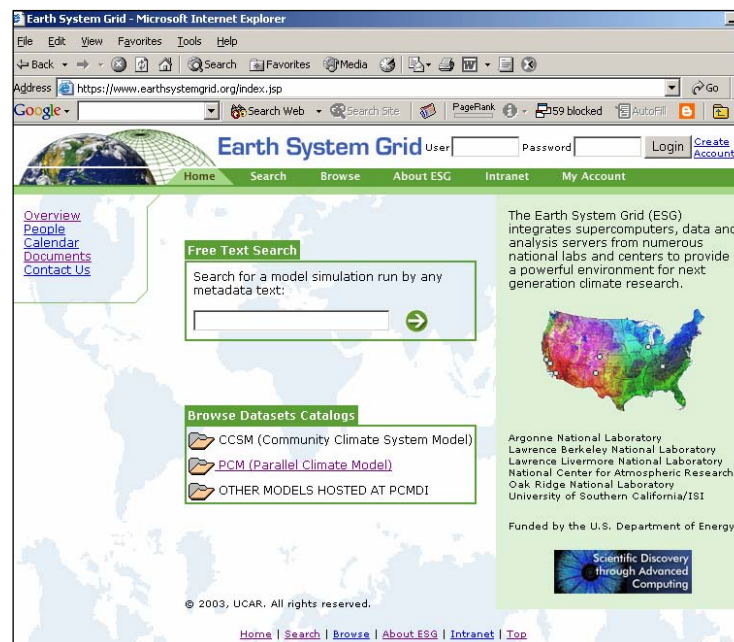 Earth System Grid - Microsoft Internet Explorer
File Edit View Favorites Tools Help
Back Search Favorites Media
Address https://www.earthsystemgrid.org/index.jsp Go
Google Search Web Search Site PageRank 59 blocked AutoFill
Earth System Grid User Password Login Create Account
Home Search Browse About ESG Intranet My Account
Overview
People
Calendar
Documents
Contact Us
Free Text Search
Search for a model simulation run by any
metadata text:
Browse Datasets Catalogs
CCSM (Community Climate System Model)
PCM (Parallel Climate Model)
OTHER MODELS HOSTED AT PCMDI
The Earth System Grid (ESG)
integrates supercomputers, data and
analysis servers from numerous
national labs and centers to provide
a powerful environment for next
generation climate research.
Argonne National Laboratory
Lawrence Berkeley National Laboratory
Lawrence Livermore National Laboratory
National Center for Atmospheric Research
Oak Ridge National Laboratory
University of Southern California/ISI
Funded by the U.S. Department of Energy
Scientific Discovery
through Advanced
Computing
© 2003, UCAR. All rights reserved.
Home | Search | Browse | About ESG | Intranet | Top